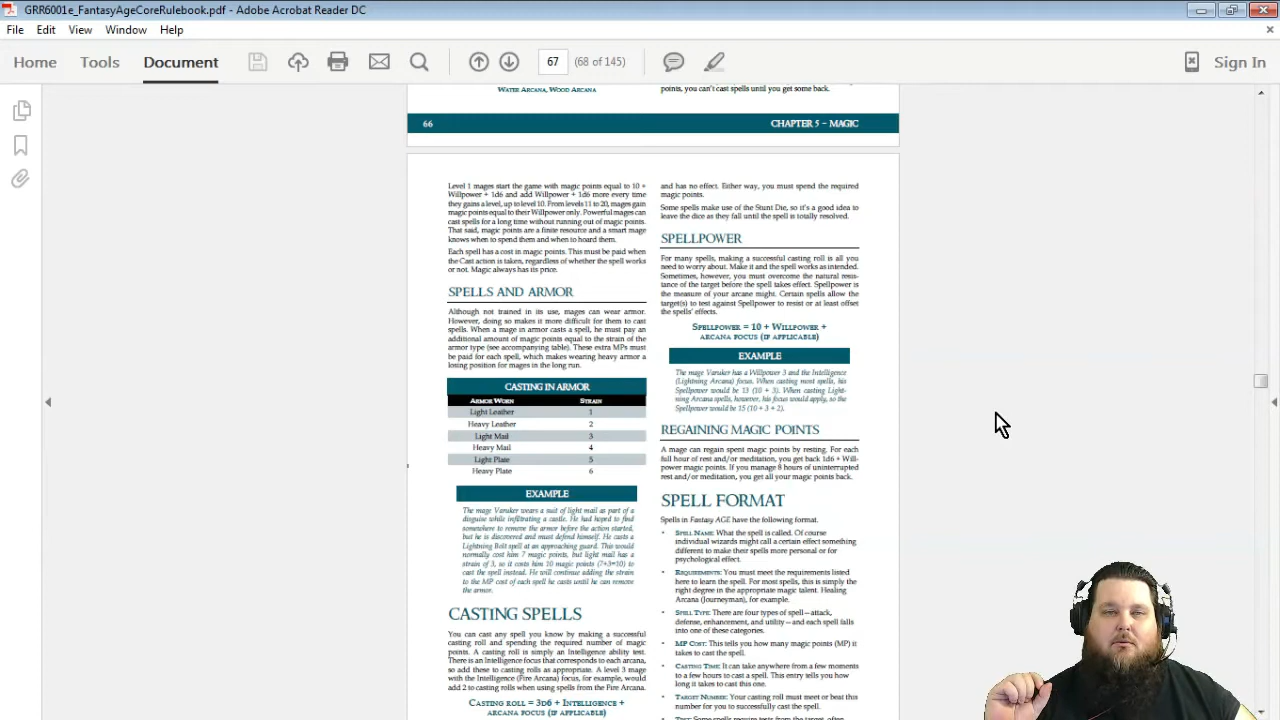 GRR6001e_FantasyAgeCoreRulebook.pdf - Adobe Acrobat Reader DC
File Edit View Window Help
Home Tools Document 67 (68 of 145) Sign In
Water Arcana, Wood Arcana
points, you can't cast spells until you get some back.
66 CHAPTER 5 – MAGIC
Level 1 mages start the game with magic points equal to 10 +
Willpower + 1d6 and add Willpower + 1d6 more every time
they gains a level, up to level 10. From levels 11 to 20, mages gain
magic points equal to their Willpower only. Powerful mages can
cast spells for a long time without running out of magic points.
That said, magic points are a finite resource and a smart mage
knows when to spend them and when to hoard them.
Each spell has a cost in magic points. This must be paid when
the Cast action is taken, regardless of whether the spell works
or not. Magic always has its price.
SPELLS AND ARMOR
Although not trained in its use, mages can wear armor.
However, doing so makes it more difficult for them to cast
spells. When a mage in armor casts a spell, he must pay an
additional amount of magic points equal to the strain of the
armor type (see accompanying table). These extra MPs must
be paid for each spell, which makes wearing heavy armor a
losing position for mages in the long run.
CASTING IN ARMOR
Armor Worn Strain
Light Leather 1
Heavy Leather 2
Light Mail 3
Heavy Mail 4
Light Plate 5
Heavy Plate 6
EXAMPLE
The mage Varuker wears a suit of light mail as part of a
disguise while infiltrating a castle. He had hoped to find
somewhere to remove the armor before the action started,
but he is discovered and must defend himself. He casts a
Lightning Bolt spell at an approaching guard. This would
normally cost him 7 magic points, but light mail has a
strain of 3, so it costs him 10 magic points (7+3=10) to
cast the spell instead. He will continue adding the strain
to the MP cost of each spell he casts until he can remove
the armor.
CASTING SPELLS
You can cast any spell you know by making a successful
casting roll and spending the required number of magic
points. A casting roll is simply an Intelligence ability test.
There is an Intelligence focus that corresponds to each arcana,
so add these to casting rolls as appropriate. A level 3 mage
with the Intelligence (Fire Arcana) focus, for example, would
add 2 to casting rolls when using spells from the Fire Arcana.
Casting roll = 3d6 + Intelligence +
arcana focus (if applicable)
and has no effect. Either way, you must spend the required
magic points.
Some spells make use of the Stunt Die, so it's a good idea to
leave the dice as they fall until the spell is totally resolved.
SPELLPOWER
For many spells, making a successful casting roll is all you
need to worry about. Make it and the spell works as intended.
Sometimes, however, you must overcome the natural resis-
tance of the target before the spell takes effect. Spellpower is
the measure of your arcane might. Certain spells allow the
target(s) to test against Spellpower to resist or at least offset
the spells' effects.
Spellpower = 10 + Willpower +
arcana focus (if applicable)
EXAMPLE
The mage Varuker has a Willpower 3 and the Intelligence
(Lightning Arcana) focus. When casting most spells, his
Spellpower would be 13 (10 + 3). When casting Light-
ning Arcana spells, however, his focus would apply, so the
Spellpower would be 15 (10 + 3 + 2).
REGAINING MAGIC POINTS
A mage can regain spent magic points by resting. For each
full hour of rest and/or meditation, you get back 1d6 + Will-
power magic points. If you manage 8 hours of uninterrupted
rest and/or meditation, you get all your magic points back.
SPELL FORMAT
Spells in Fantasy AGE have the following format.
• Spell Name: What the spell is called. Of course
individual wizards might call a certain effect something
different to make their spells more personal or for
psychological effect.
• Requirements: You must meet the requirements listed
here to learn the spell. For most spells, this is simply the
right degree in the appropriate magic talent. Healing
Arcana (Journeyman), for example.
• Spell Type: There are four types of spell—attack,
defense, enhancement, and utility—and each spell falls
into one of these categories.
• MP Cost: This tells you how many magic points (MP) it
takes to cast the spell.
• Casting Time: It can take anywhere from a few moments
to a few hours to cast a spell. This entry tells you how
long it takes to cast this one.
• Target Number: Your casting roll must meet or beat this
number for you to successfully cast the spell.
• Test: Some spells require tests from the target, often